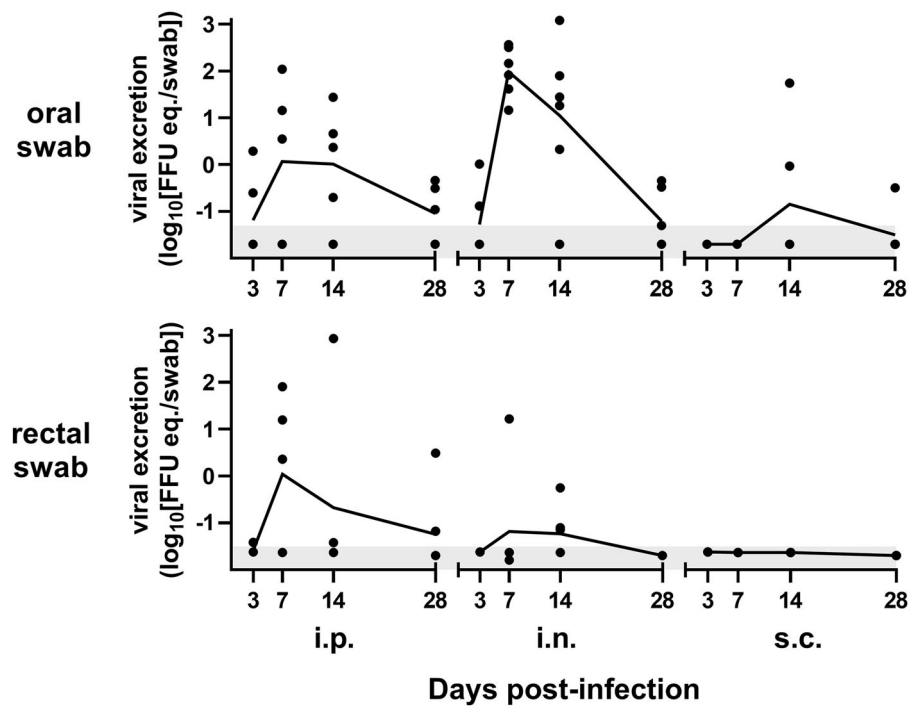 oral
swab
viral excretion
(log10[FFU eq./swab])
3
2
1
0
-1
3 7 14 28 3 7 14 28 3 7 14 28
rectal
swab
viral excretion
(log10[FFU eq./swab])
3
2
1
0
-1
3 7 14 28 3 7 14 28 3 7 14 28
i.p. i.n. s.c.
Days post-infection